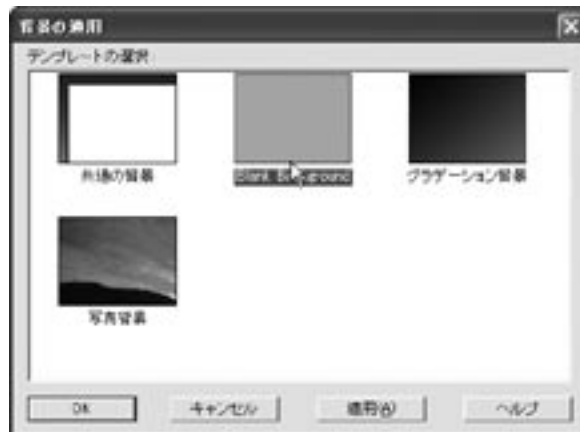 背景の適用
テンプレートの選択
共通の背景
Blank Background
グラデーション背景
写真背景
OK
キャンセル
適用(A)
ヘルプ